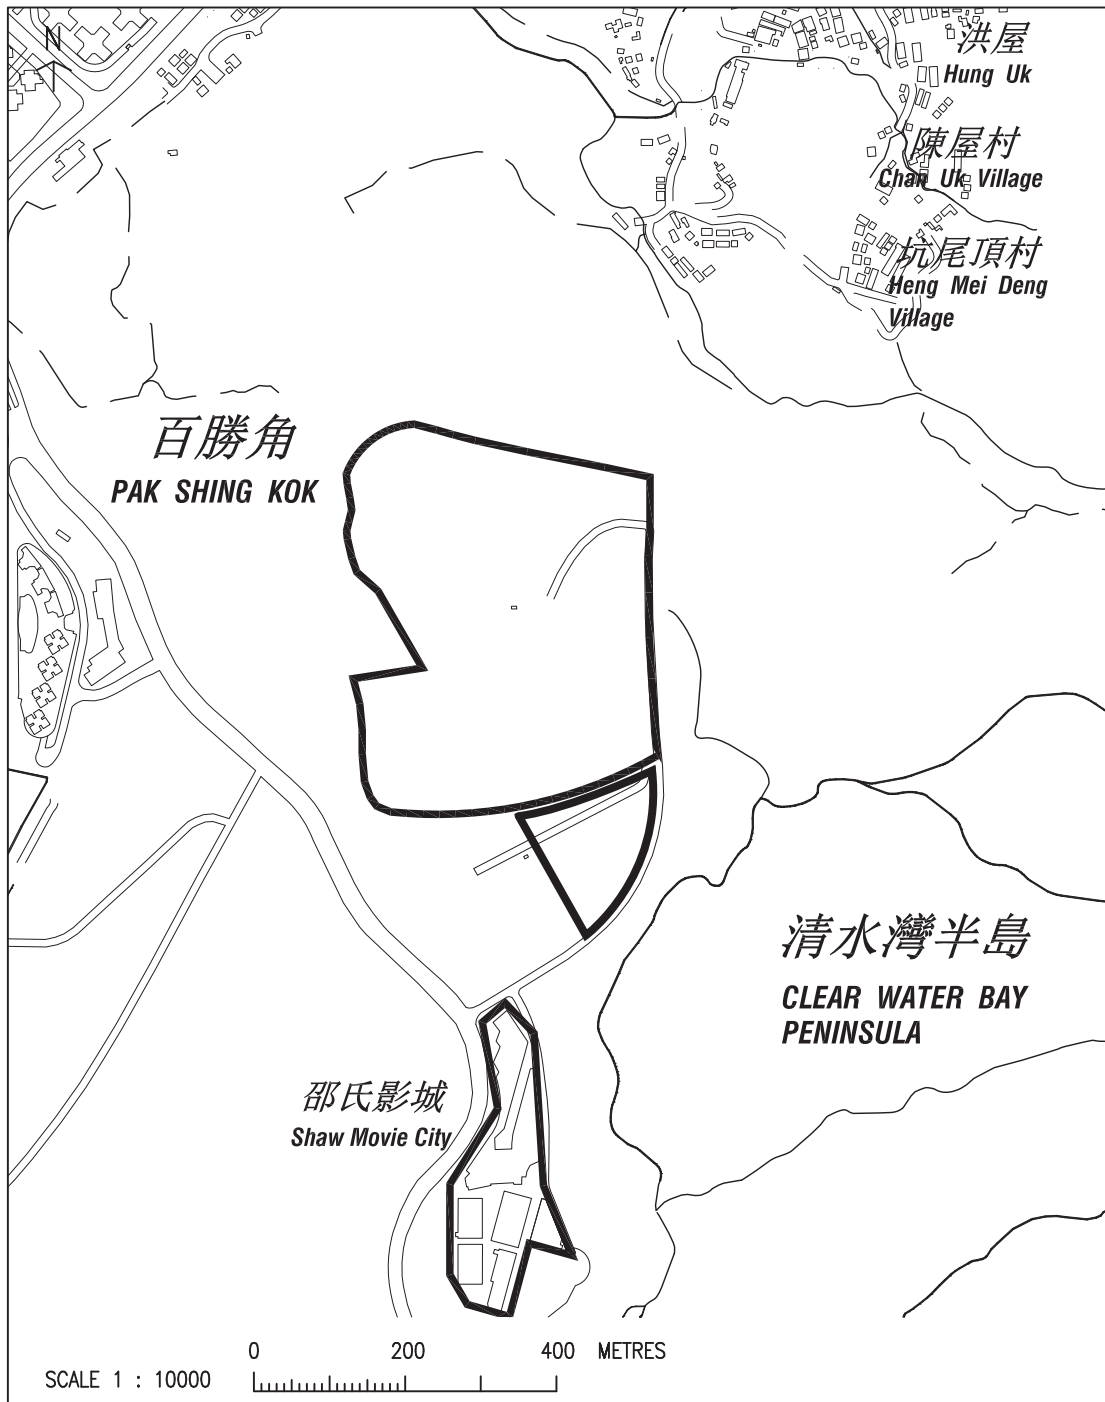 N
洪屋
Hung Uk
陳屋村
Chan Uk Village
坑尾頂村
Heng Mei Deng
Village
百勝角
PAK SHING KOK
清水灣半島
CLEAR WATER BAY
PENINSULA
邵氏影城
Shaw Movie City
0 200 400 METRES
SCALE 1 : 10000